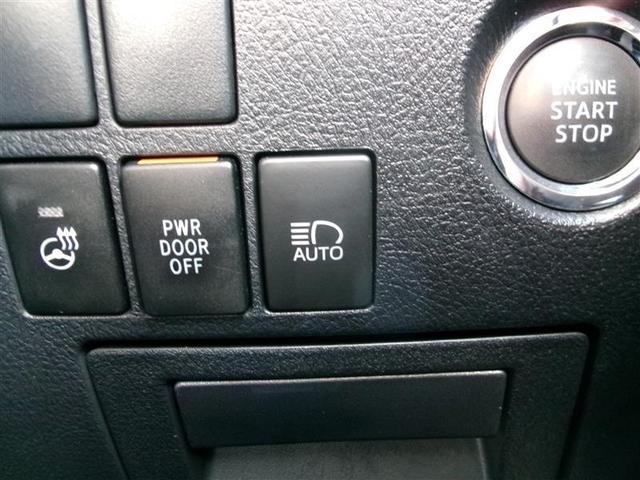 ENGINE
START
STOP
PWR
DOOR
OFF
AUTO